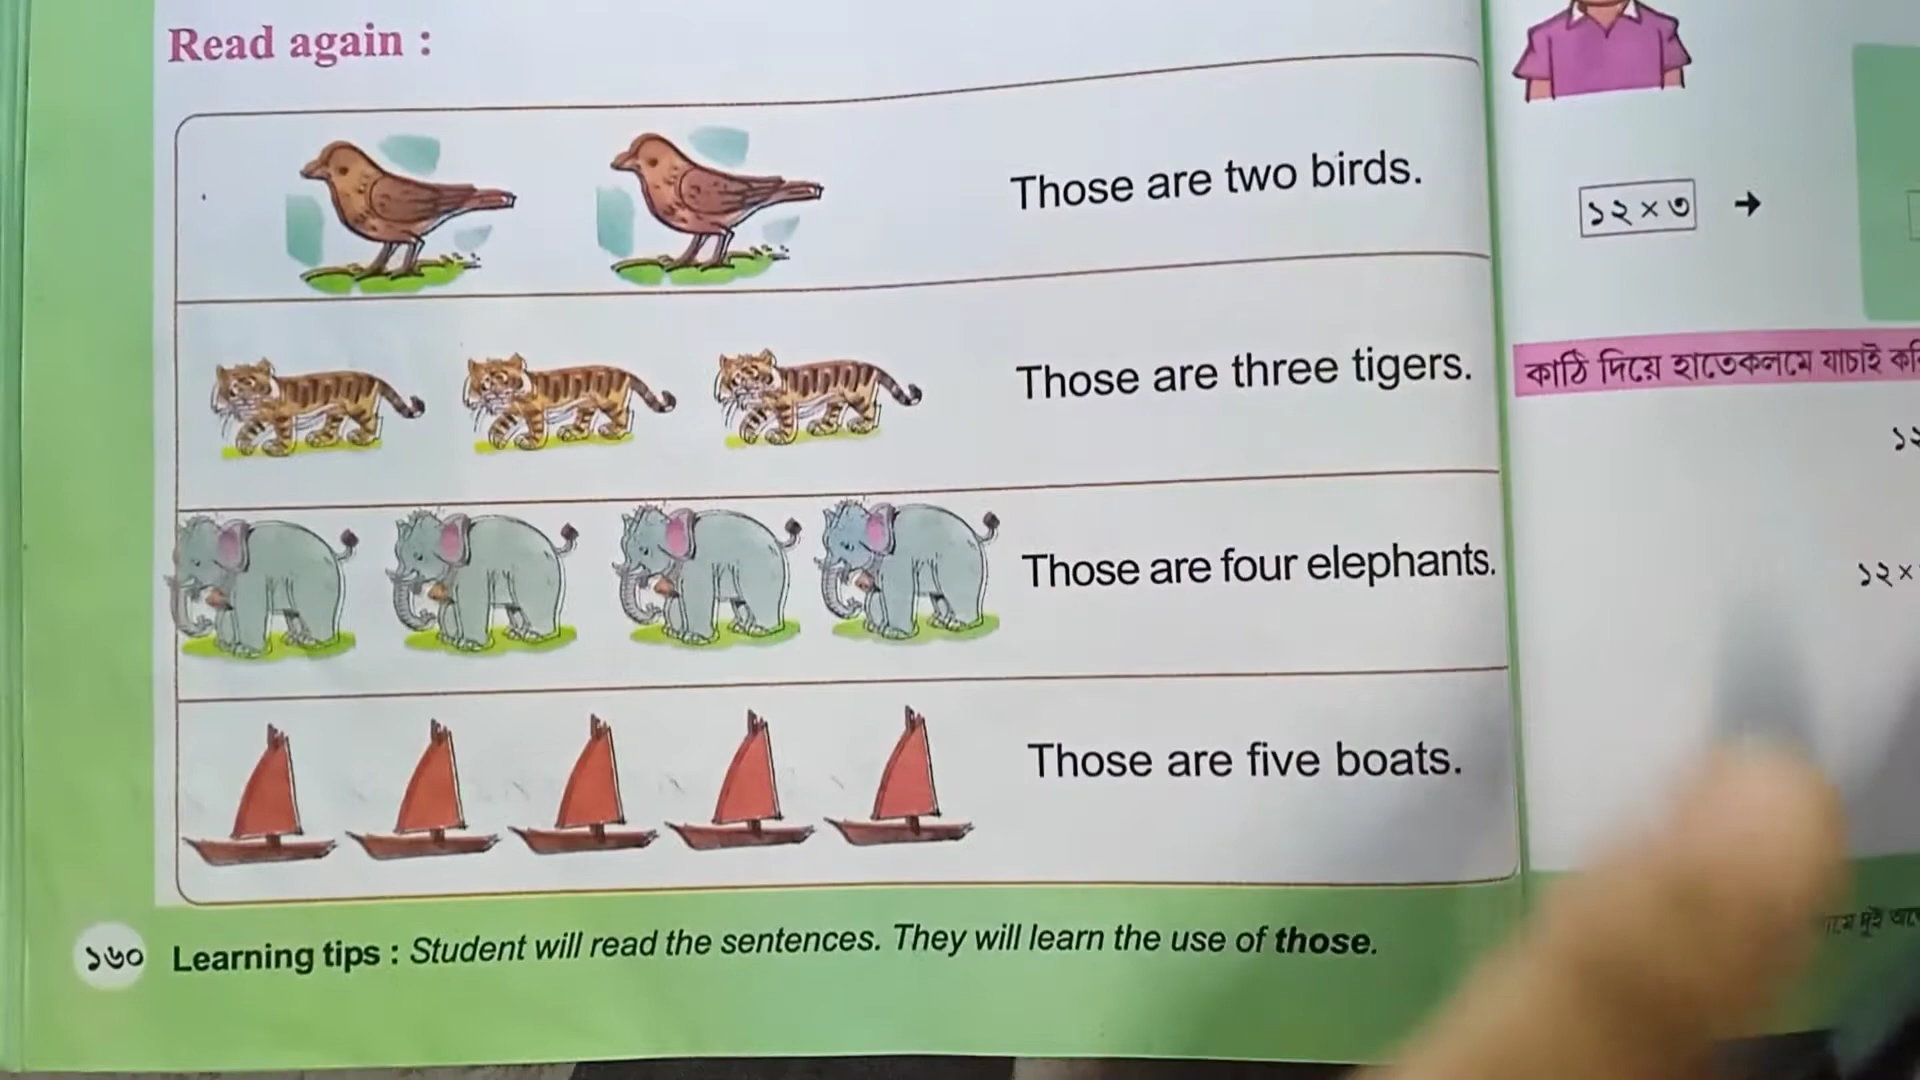 Read again :
Those are two birds.
Those are three tigers.
Those are four elephants.
Those are five boats.
১৬০ Learning tips : Student will read the sentences. They will learn the use of those.
১২ × ৩ →
কাঠি দিয়ে হাতেকলমে যাচাই
১২ ×